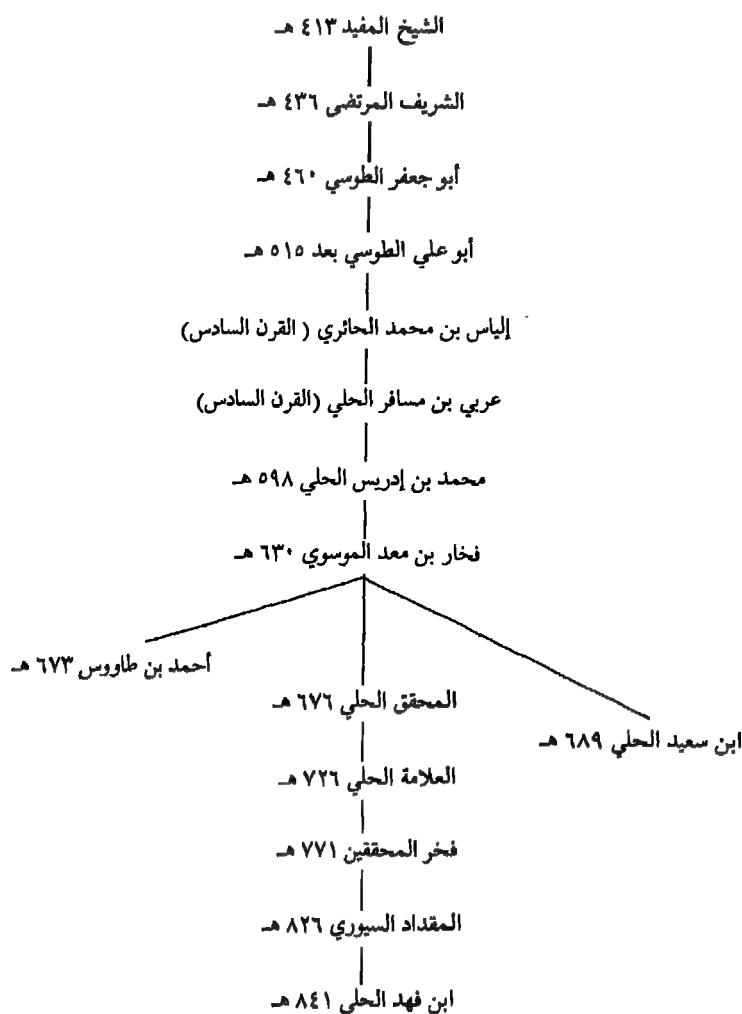 الشيخ المفيد ٤١٣ هـ
الشريف المرتضى ٤٣٦ هـ
أبو جعفر الطوسي ٤٦٠ هـ
أبو علي الطوسي بعد ٥١٥ هـ
إلياس بن محمد الحائري ( القرن السادس)
عربي بن مسافر الحلي (القرن السادس)
محمد بن إدريس الحلي ٥٩٨ هـ
فخار بن معد الموسوي ٦٣٠ هـ
أحمد بن طاووس ٦٧٣ هـ
المحقق الحلي ٦٧٦ هـ
ابن سعيد الحلي ٦٨٩ هـ
العلامة الحلي ٧٢٦ هـ
فخر المحققين ٧٧١ هـ
المقداد السيوري ٨٢٦ هـ
ابن فهد الحلي ٨٤١ هـ